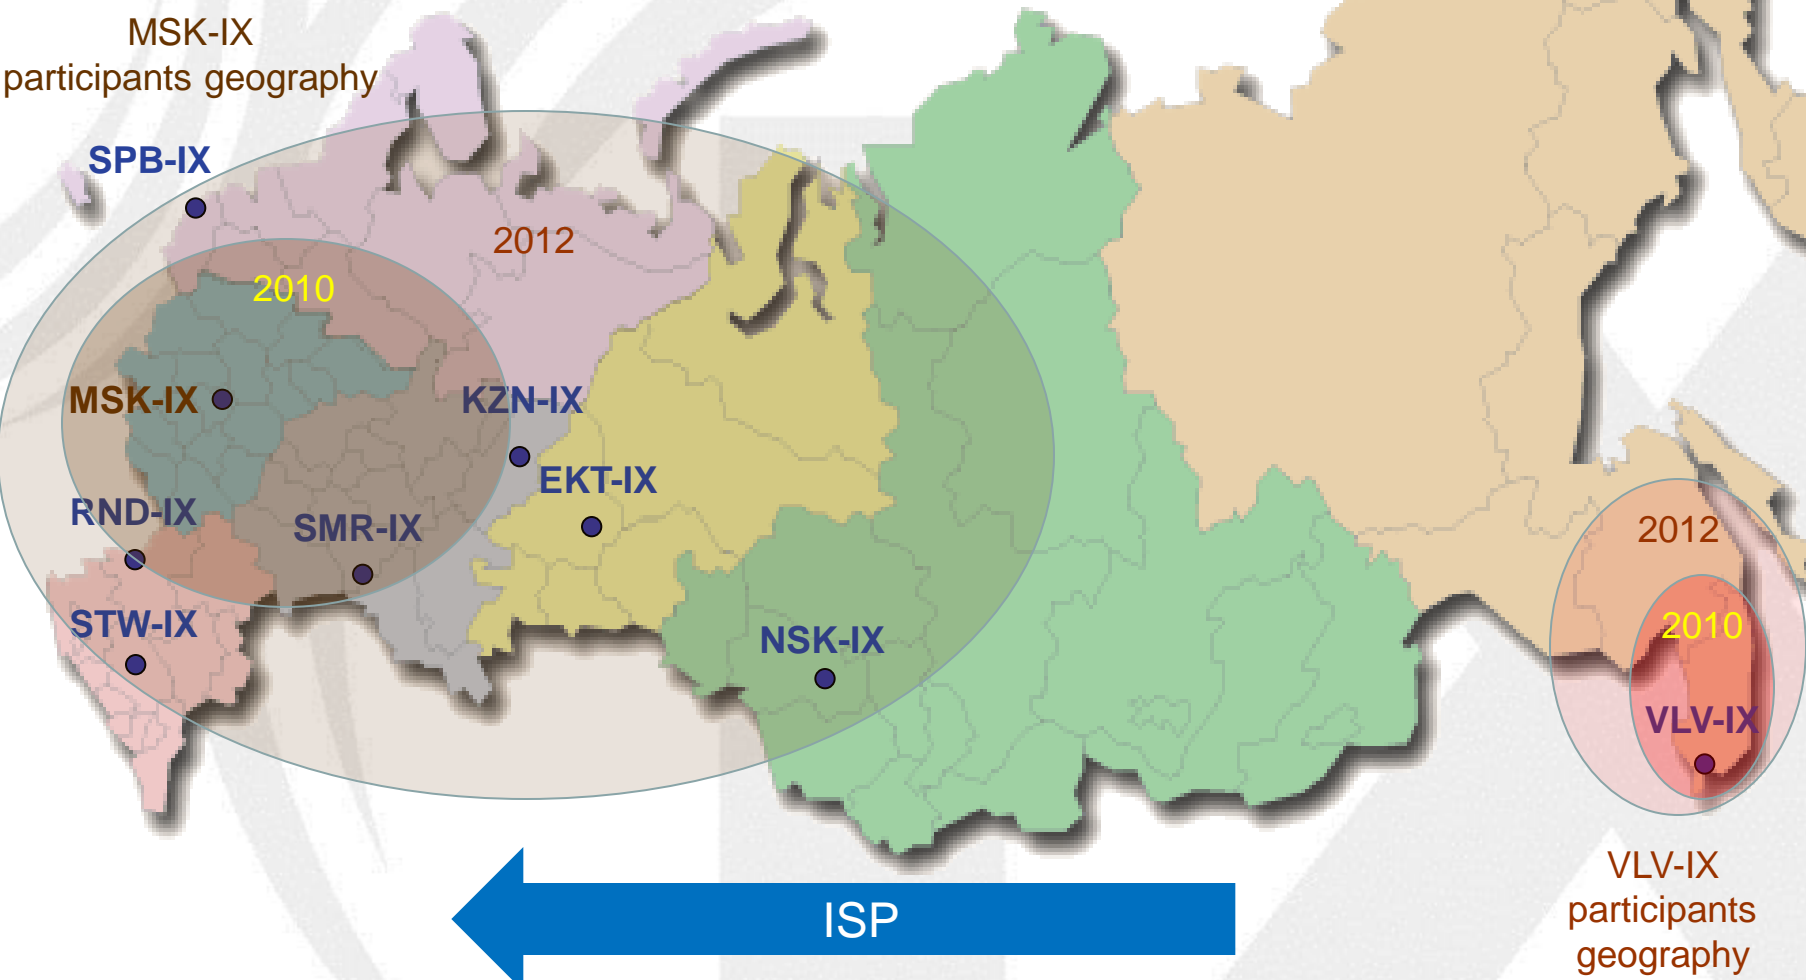 MSK-IX
participants geography
SPB-IX
2012
2010
MSK-IX
KZN-IX
EKT-IX
RND-IX
SMR-IX
STW-IX
NSK-IX
2012
2010
VLV-IX
ISP
VLV-IX
participants
geography